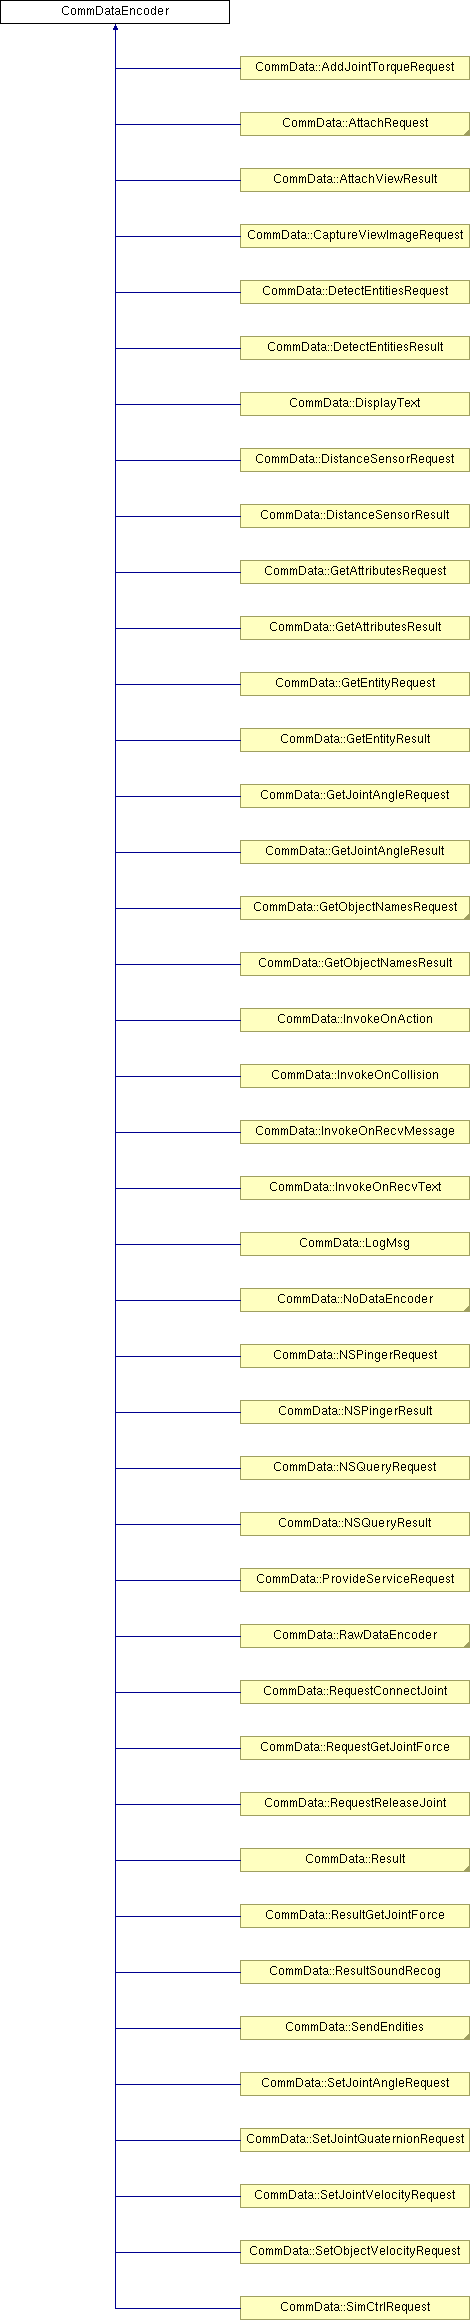 CommDataEncoder
CommData::AddJointTorqueRequest
CommData::AttachRequest
CommData::AttachViewResult
CommData::CaptureViewImageRequest
CommData::DetectEntitiesRequest
CommData::DetectEntitiesResult
CommData::DisplayText
CommData::DistanceSensorRequest
CommData::DistanceSensorResult
CommData::GetAttributesRequest
CommData::GetAttributesResult
CommData::GetEntityRequest
CommData::GetEntityResult
CommData::GetJointAngleRequest
CommData::GetJointAngleResult
CommData::GetObjectNamesRequest
CommData::GetObjectNamesResult
CommData::InvokeOnAction
CommData::InvokeOnCollision
CommData::InvokeOnRecvMessage
CommData::InvokeOnRecvText
CommData::LogMsg
CommData::NoDataEncoder
CommData::NSPingerRequest
CommData::NSPingerResult
CommData::NSQueryRequest
CommData::NSQueryResult
CommData::ProvideServiceRequest
CommData::RawDataEncoder
CommData::RequestConnectJoint
CommData::RequestGetJointForce
CommData::RequestReleaseJoint
CommData::Result
CommData::ResultGetJointForce
CommData::ResultSoundRecog
CommData::SendEndities
CommData::SetJointAngleRequest
CommData::SetJointQuaternionRequest
CommData::SetJointVelocityRequest
CommData::SetObjectVelocityRequest
CommData::SimCtrlRequest